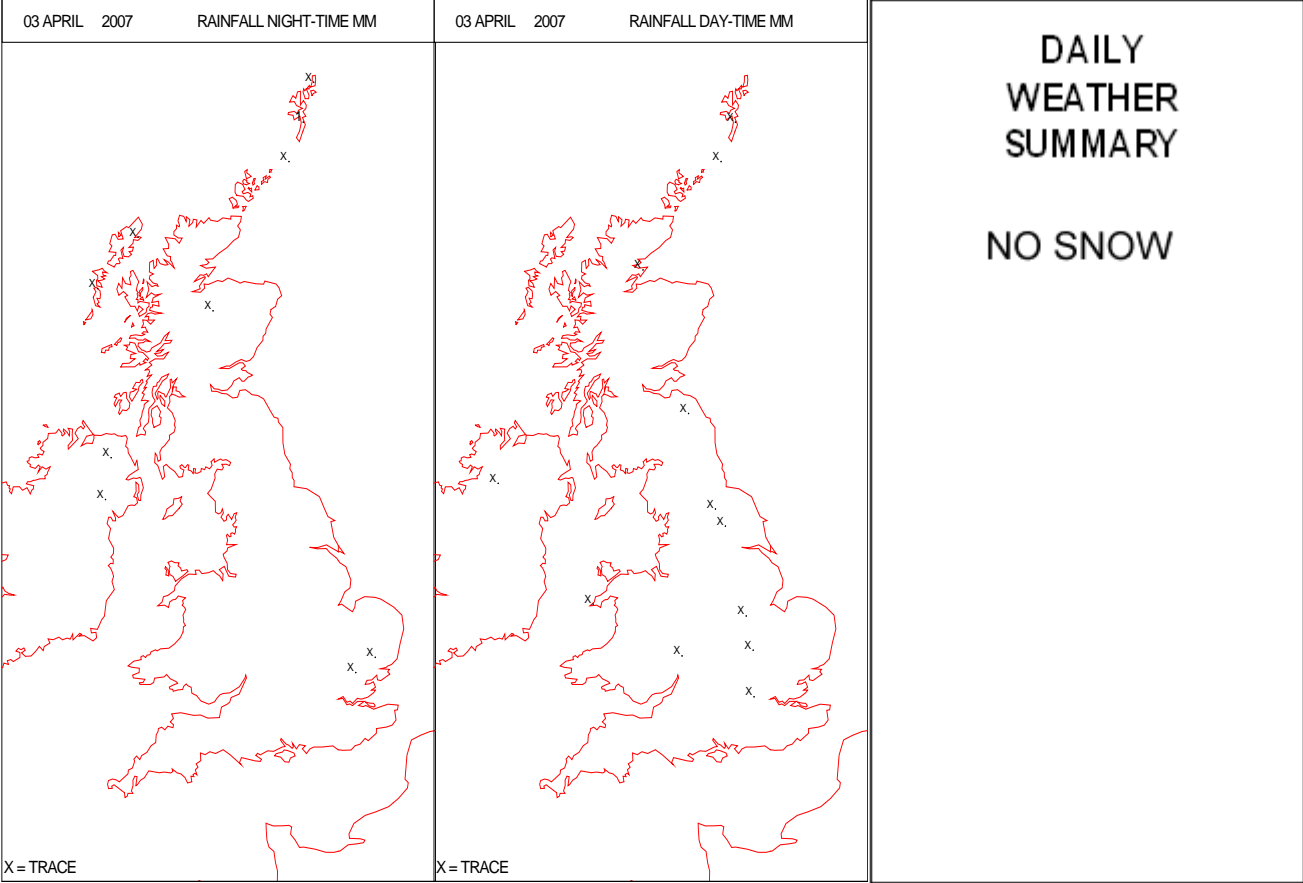 03 APRIL 2007 RAINFALL NIGHT-TIME MM
X
1
X.
X
X
X.
X.
X.
X.
X.
X = TRACE
03 APRIL 2007 RAINFALL DAY-TIME MM
X
X.
X
X.
X.
X.
X.
X
X.
X.
X.
X.
X = TRACE
DAILY
WEATHER
SUMMARY
NO SNOW